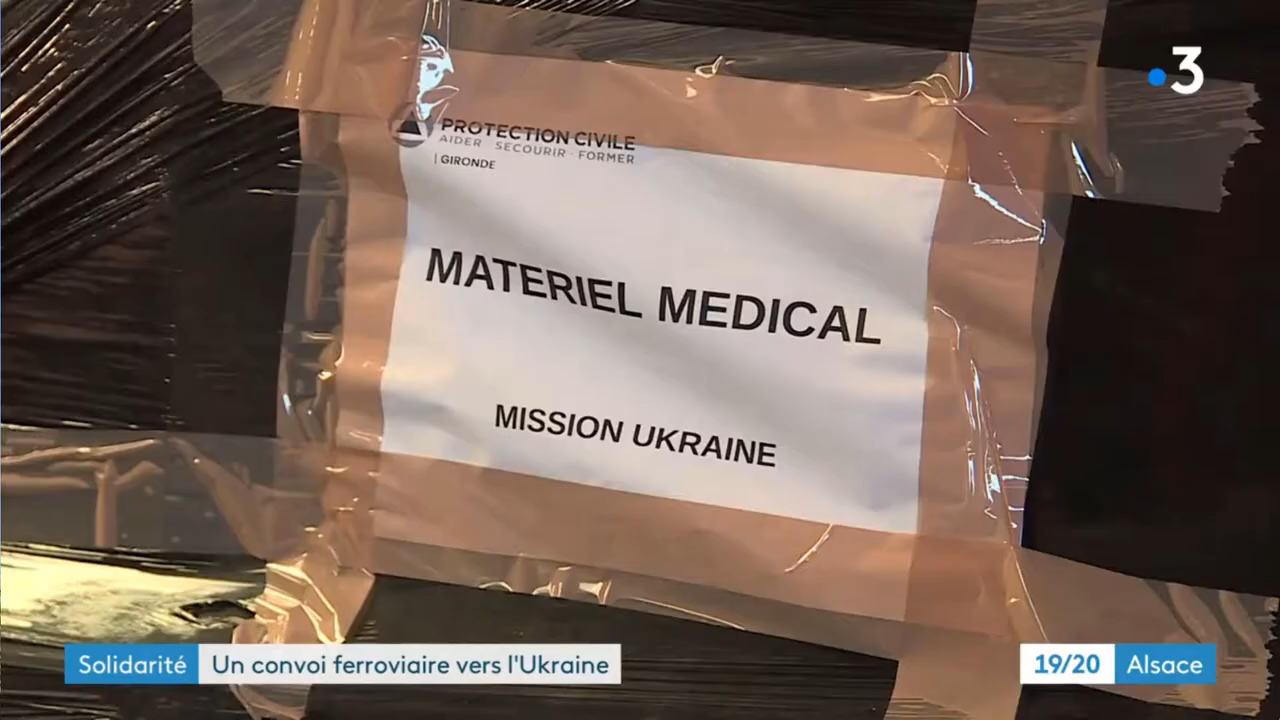 3
PROTECTION CIVILE
AIDER - SECOURIR - FORMER
| GIRONDE
MATERIEL MEDICAL
MISSION UKRAINE
Solidarité Un convoi ferroviaire vers l'Ukraine
19/20 Alsace